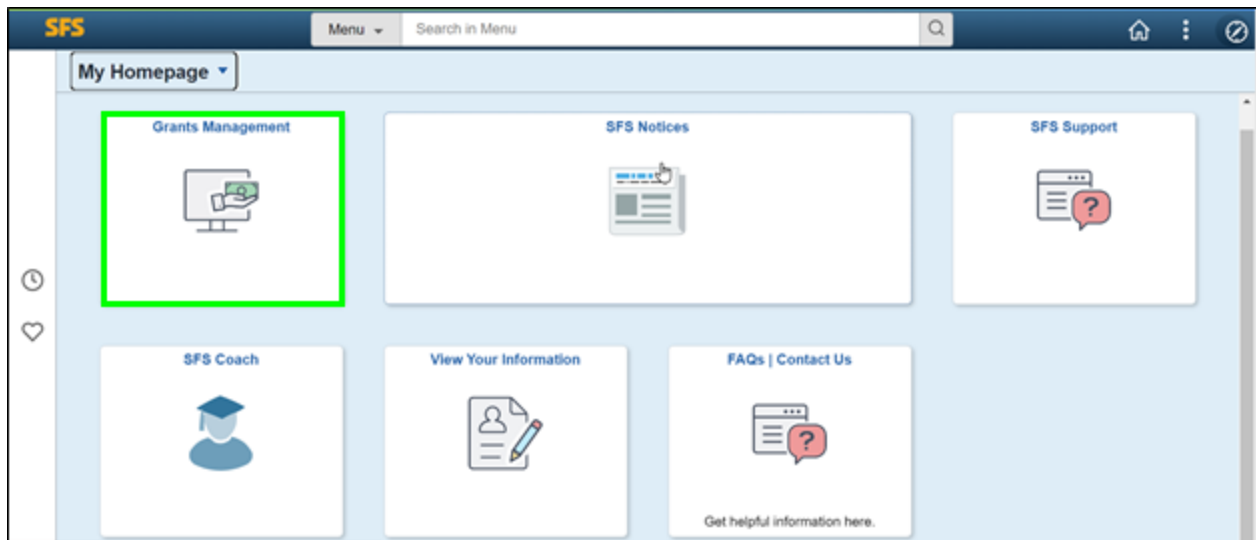 SFS
Menu
Search in Menu
My Homepage
Grants Management
SFS Notices
SFS Support
SFS Coach
View Your Information
FAQs | Contact Us
Get helpful information here.